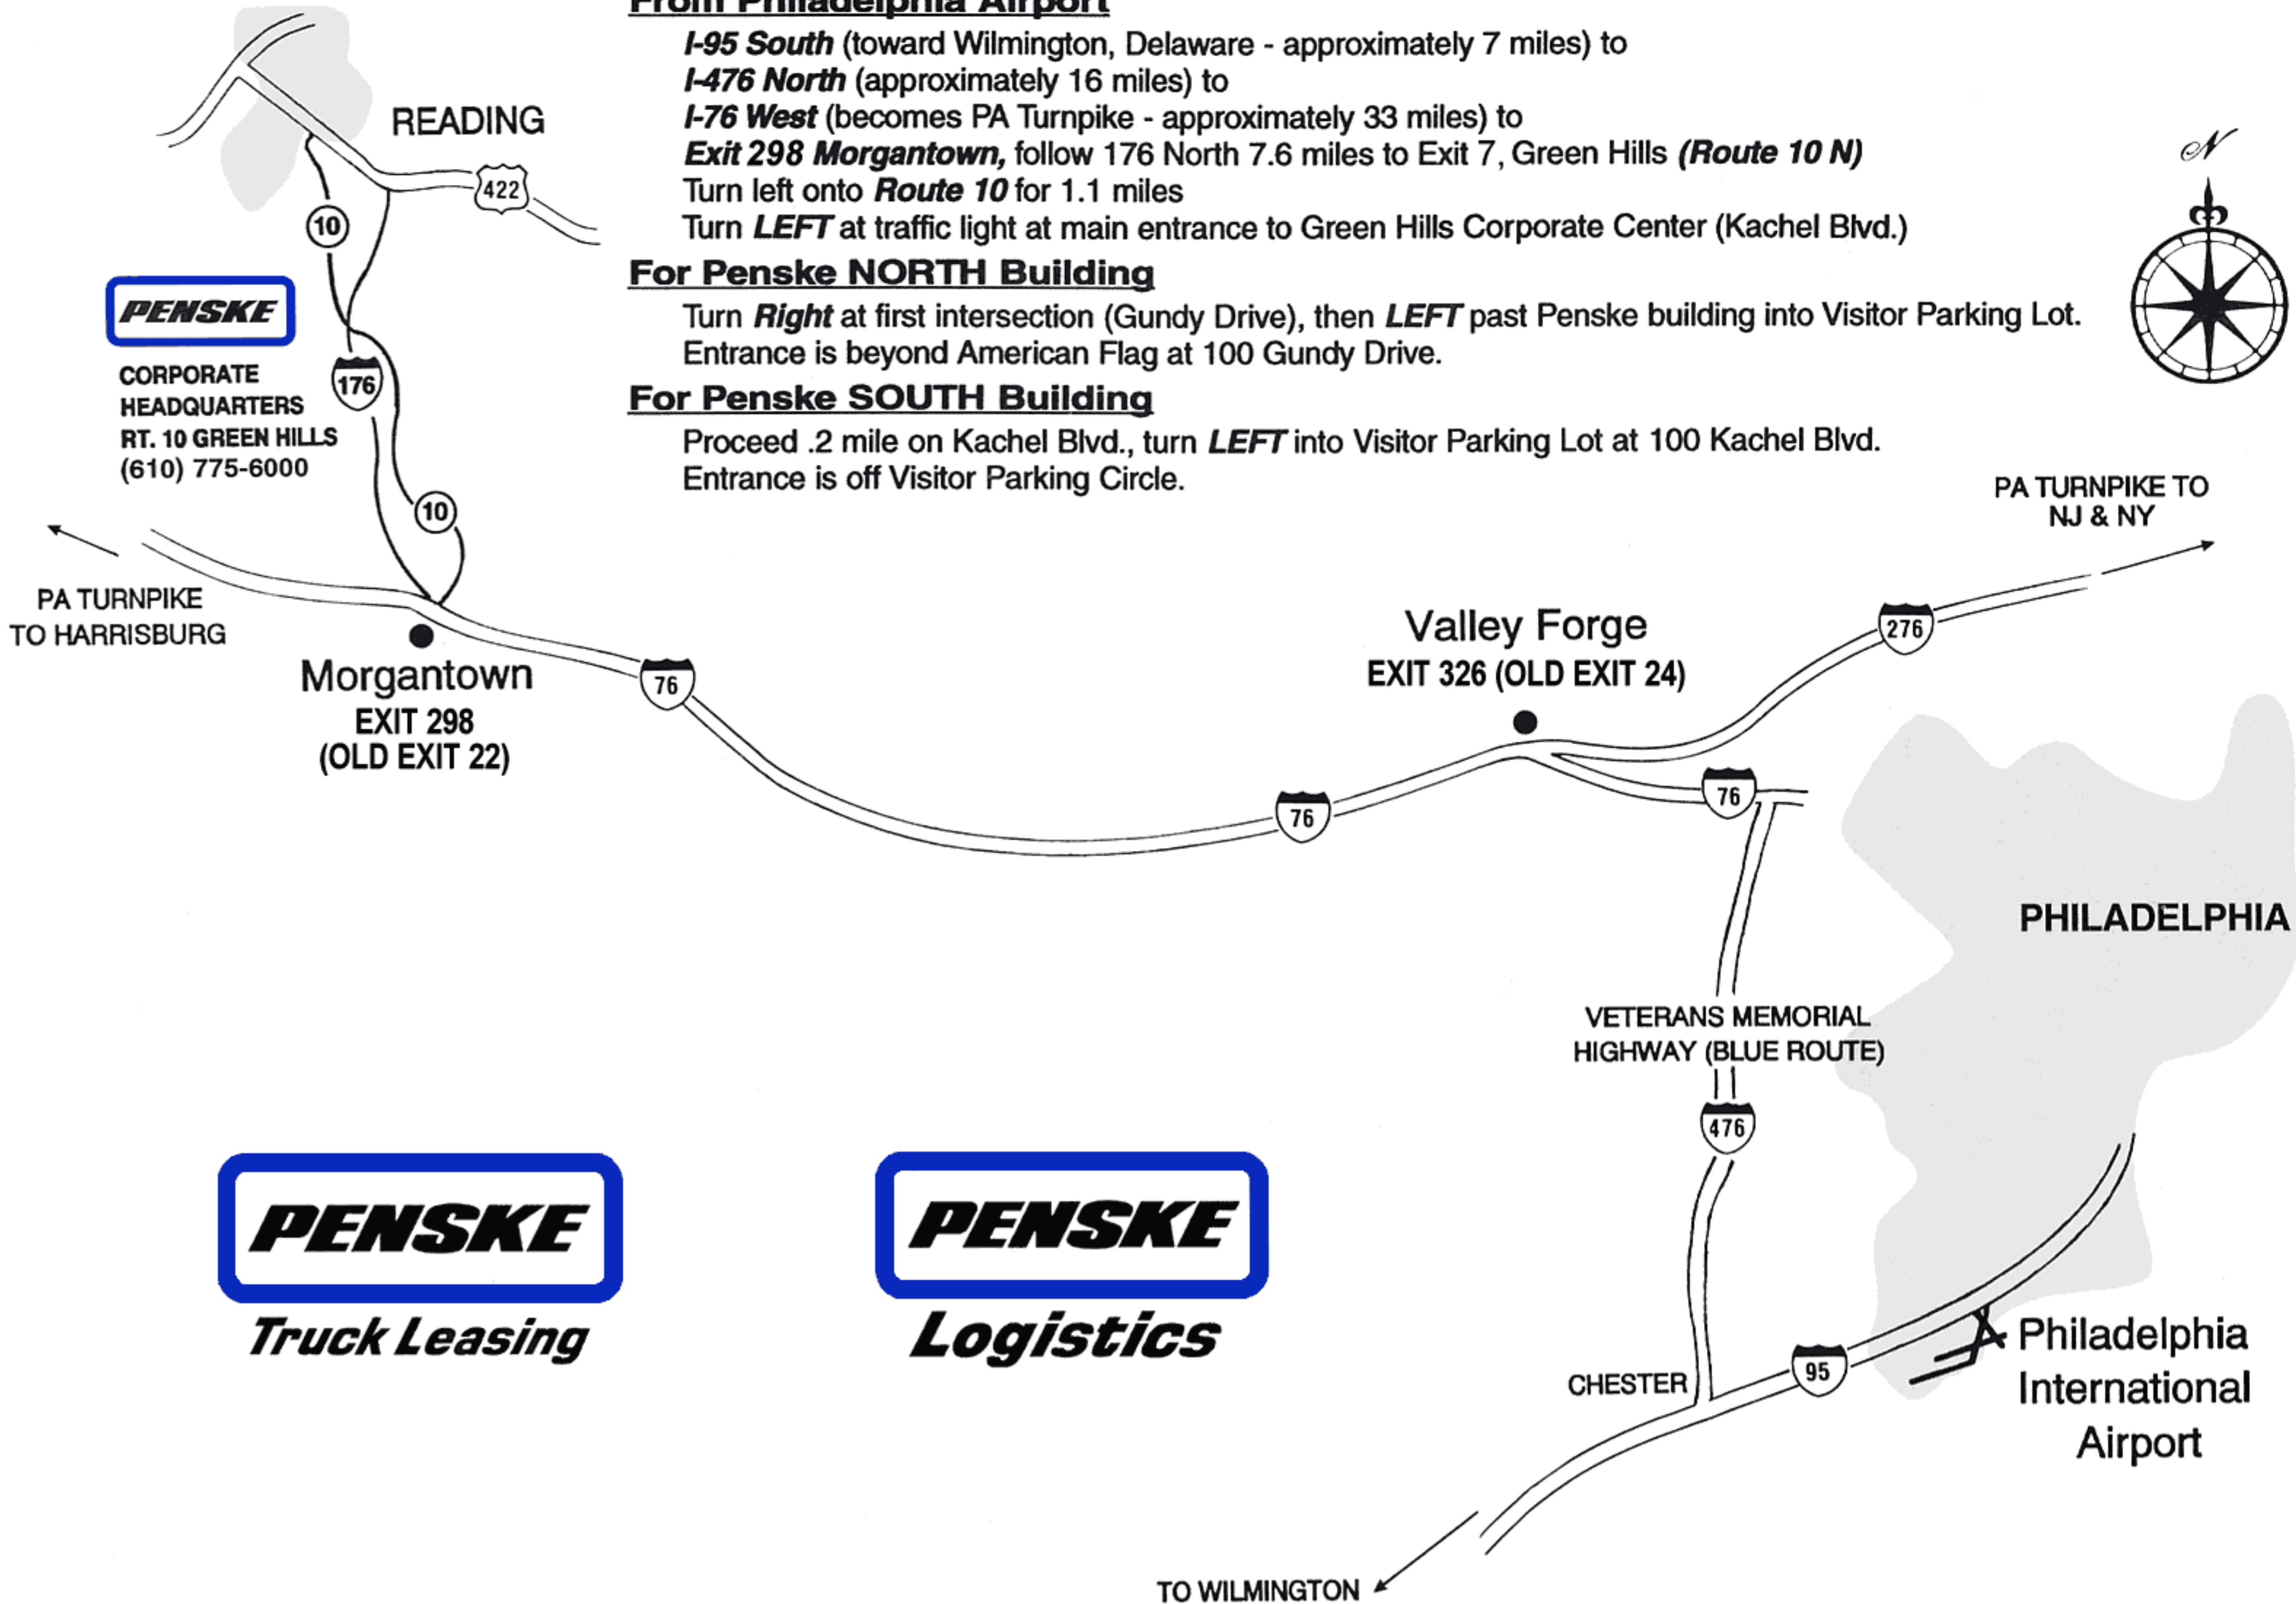 From Philadelphia Airport
I-95 South (toward Wilmington, Delaware - approximately 7 miles) to
I-476 North (approximately 16 miles) to
I-76 West (becomes PA Turnpike - approximately 33 miles) to
Exit 298 Morgantown, follow 176 North 7.6 miles to Exit 7, Green Hills (Route 10 N)
Turn left onto Route 10 for 1.1 miles
Turn LEFT at traffic light at main entrance to Green Hills Corporate Center (Kachel Blvd.)
For Penske NORTH Building
Turn Right at first intersection (Gundy Drive), then LEFT past Penske building into Visitor Parking Lot.
Entrance is beyond American Flag at 100 Gundy Drive.
For Penske SOUTH Building
Proceed .2 mile on Kachel Blvd., turn LEFT into Visitor Parking Lot at 100 Kachel Blvd.
Entrance is off Visitor Parking Circle.
N
READING
422
10
PENSKE
CORPORATE
HEADQUARTERS
RT. 10 GREEN HILLS
(610) 775-6000
176
10
PA TURNPIKE
TO HARRISBURG
Morgantown
EXIT 298
(OLD EXIT 22)
76
76
Valley Forge
EXIT 326 (OLD EXIT 24)
PA TURNPIKE TO
NJ & NY
276
76
PHILADELPHIA
VETERANS MEMORIAL
HIGHWAY (BLUE ROUTE)
476
PENSKE
Truck Leasing
PENSKE
Logistics
CHESTER
95
Philadelphia
International
Airport
TO WILMINGTON